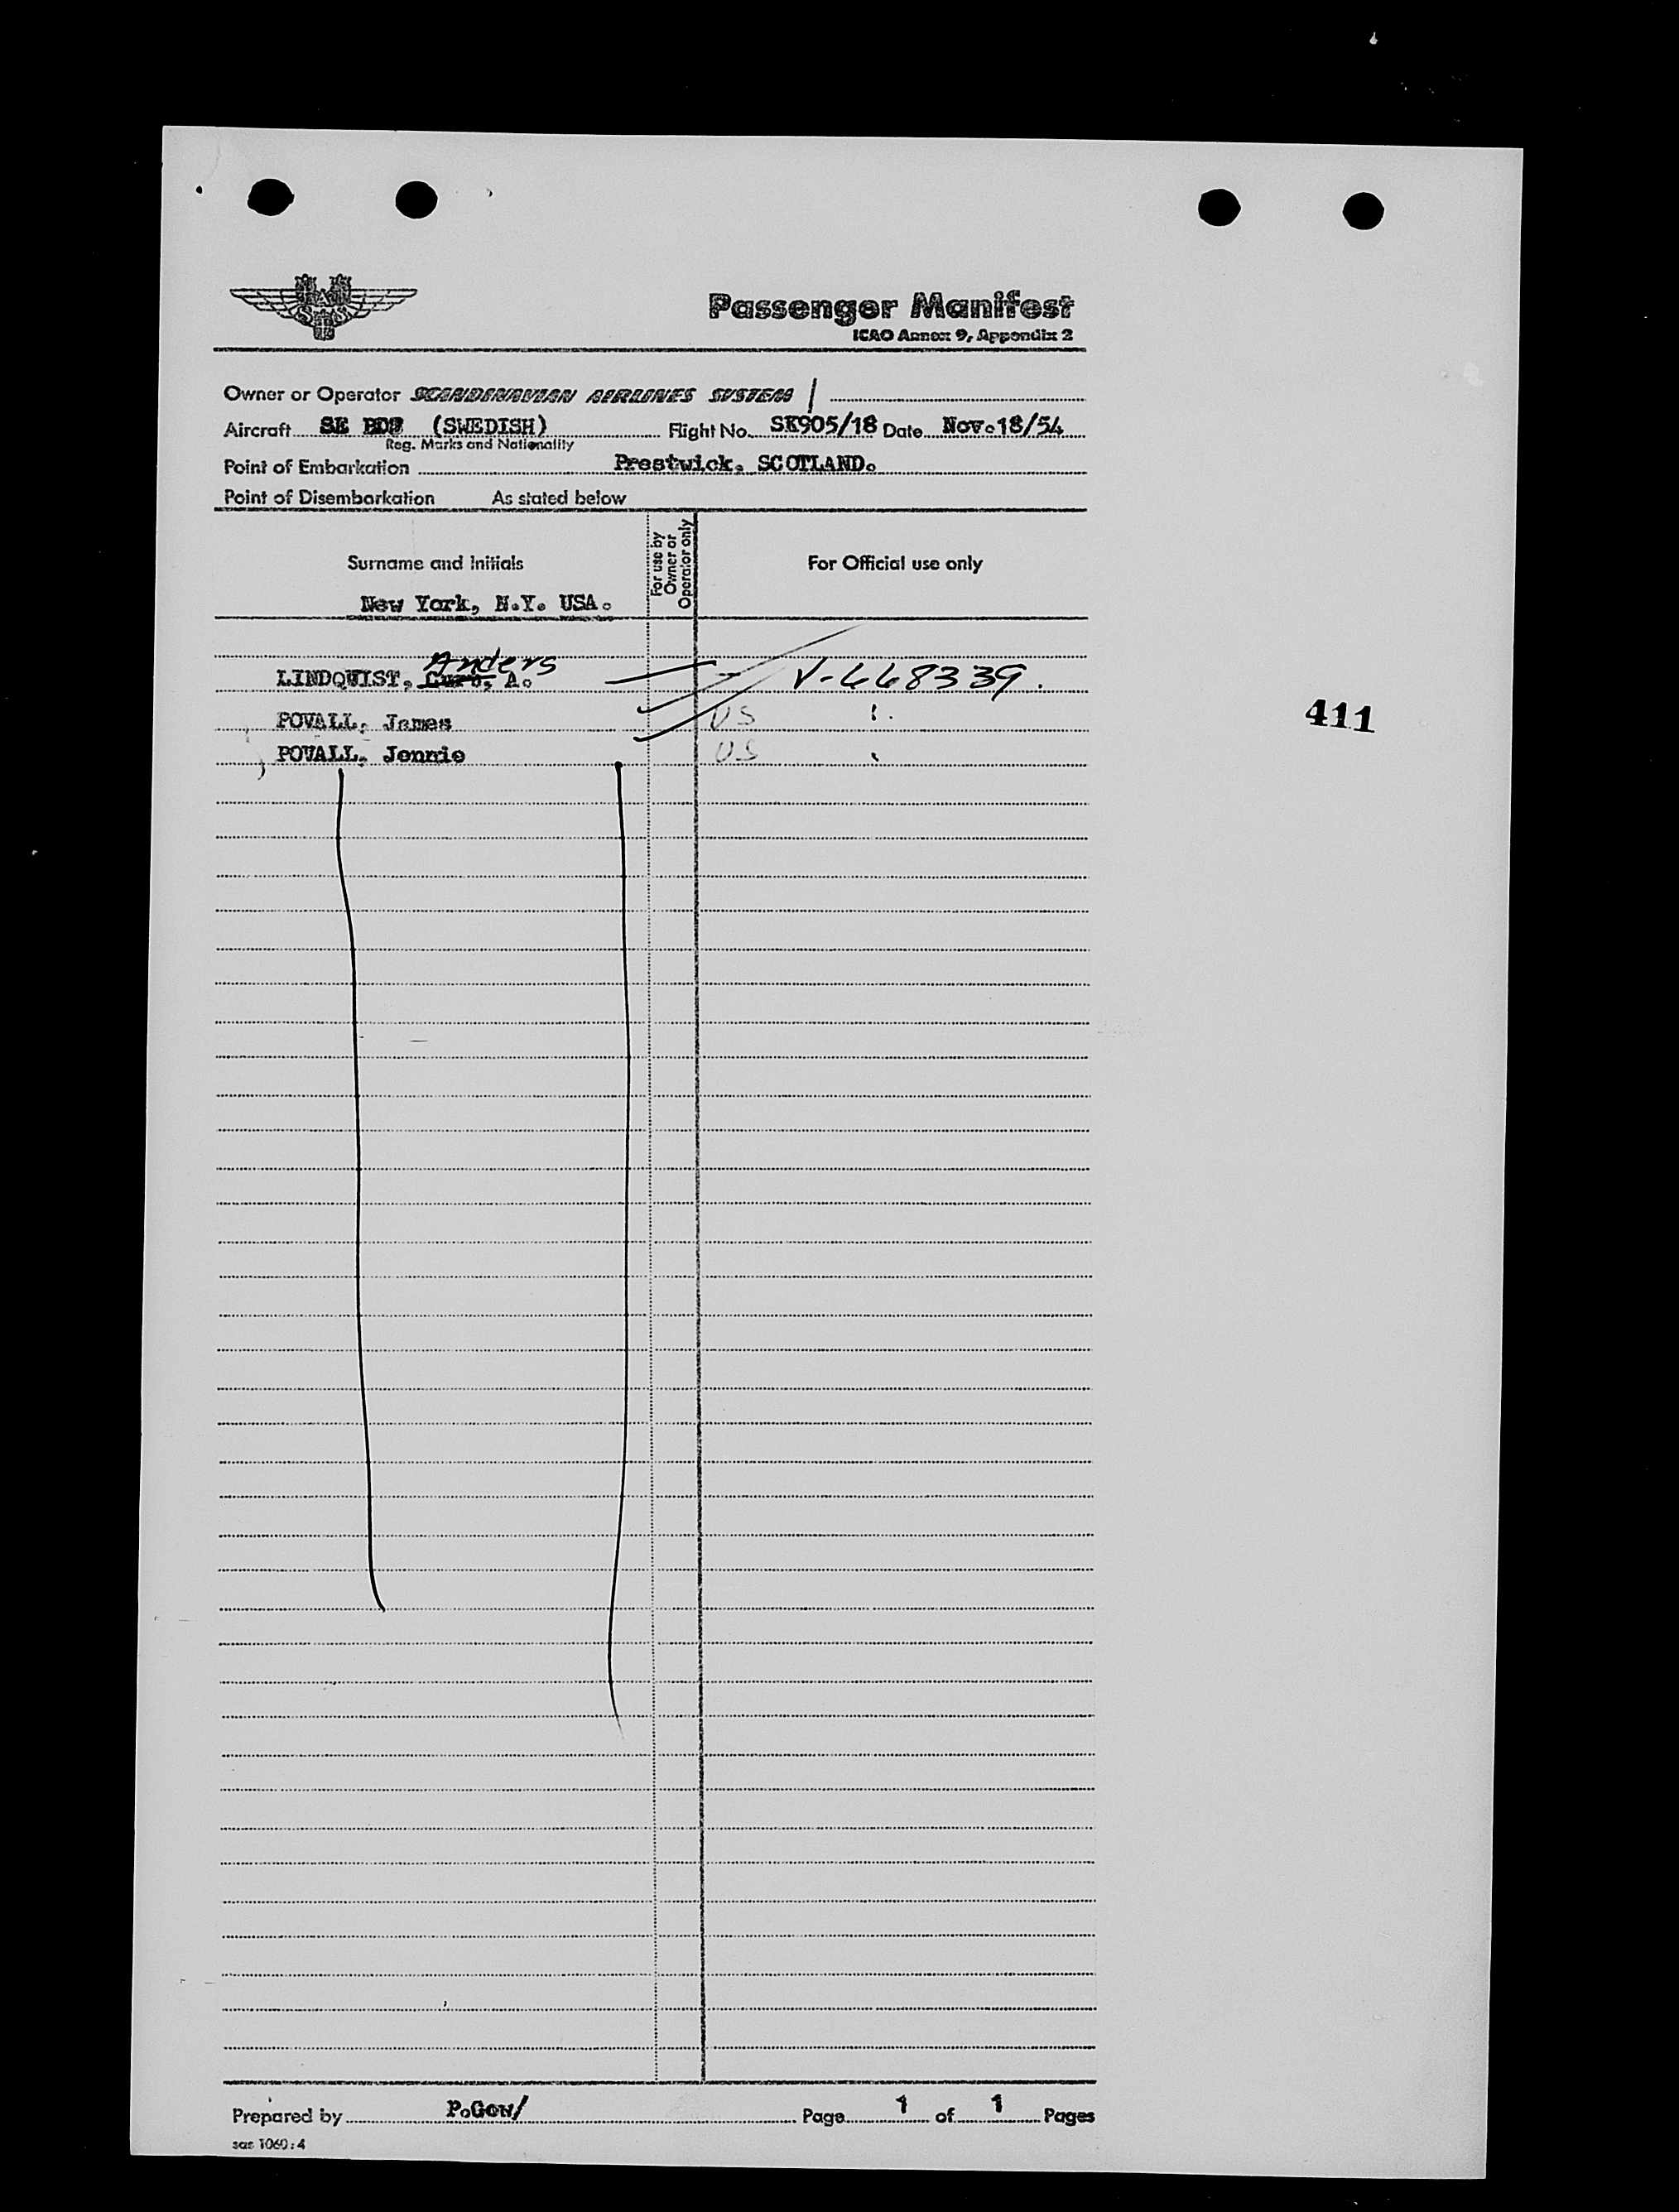 Passenger Manifest
ICAO Annex 9, Appendix 2
Owner or Operator SCANDINAVIAN AIRLINES SYSTEM
Aircraft SE (SWEDISH) Flight No. SK905/18 Date Nov.18/54
Reg. Marks and Nationality
Point of Embarkation Prestwick, SCOTLAND.
Point of Disembarkation As stated below
Surname and Initials
For use by Owner or Operator only
For Official use only
New York, N.Y. USA.
Anders
LINDQUIST, Curt, A. V-668339.
POVALL, James US
411
POVALL, Jennie US
Prepared by P.Gow/ Page 1 of 1 Pages
sas 1060:4